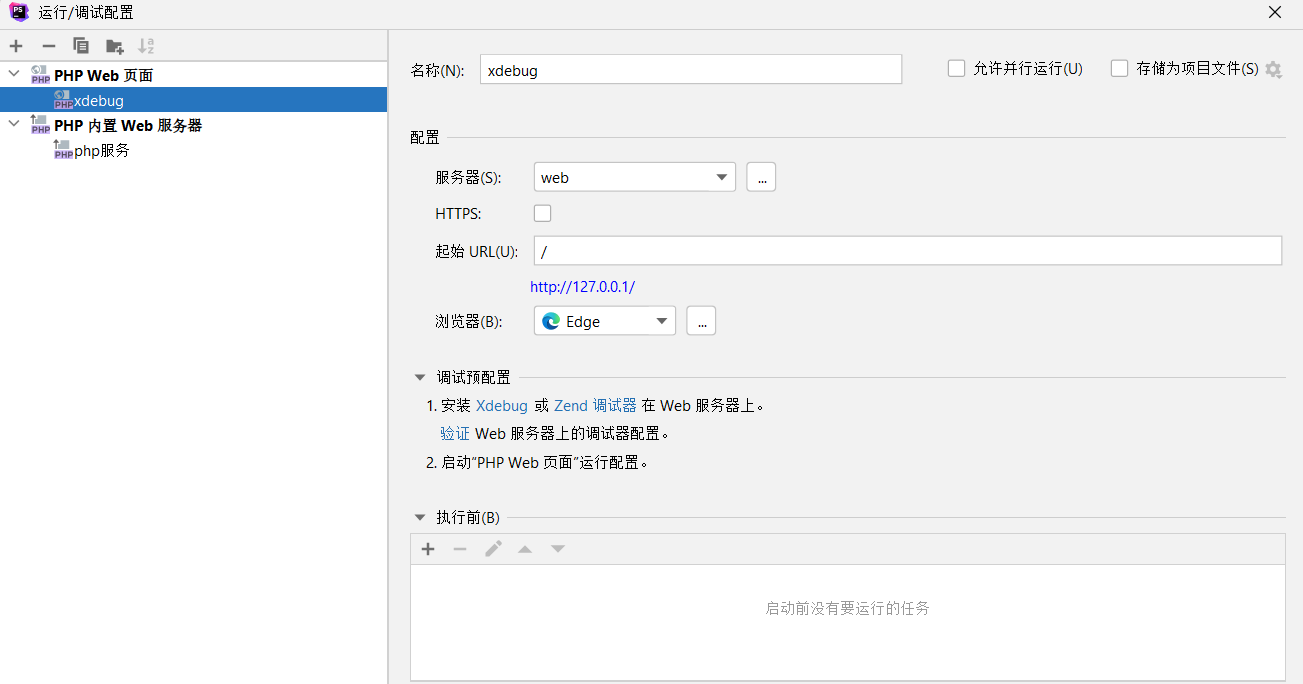 运行/调试配置
PHP Web 页面
xdebug
PHP 内置 Web 服务器
php服务
名称(N): xdebug 允许并行运行(U) 存储为项目文件(S)
配置
服务器(S): web ...
HTTPS:
起始 URL(U): /
http://127.0.0.1/
浏览器(B): Edge ...
调试预配置
1. 安装 Xdebug 或 Zend 调试器 在 Web 服务器上。
验证 Web 服务器上的调试器配置。
2. 启动"PHP Web 页面"运行配置。
执行前(B)
启动前没有要运行的任务